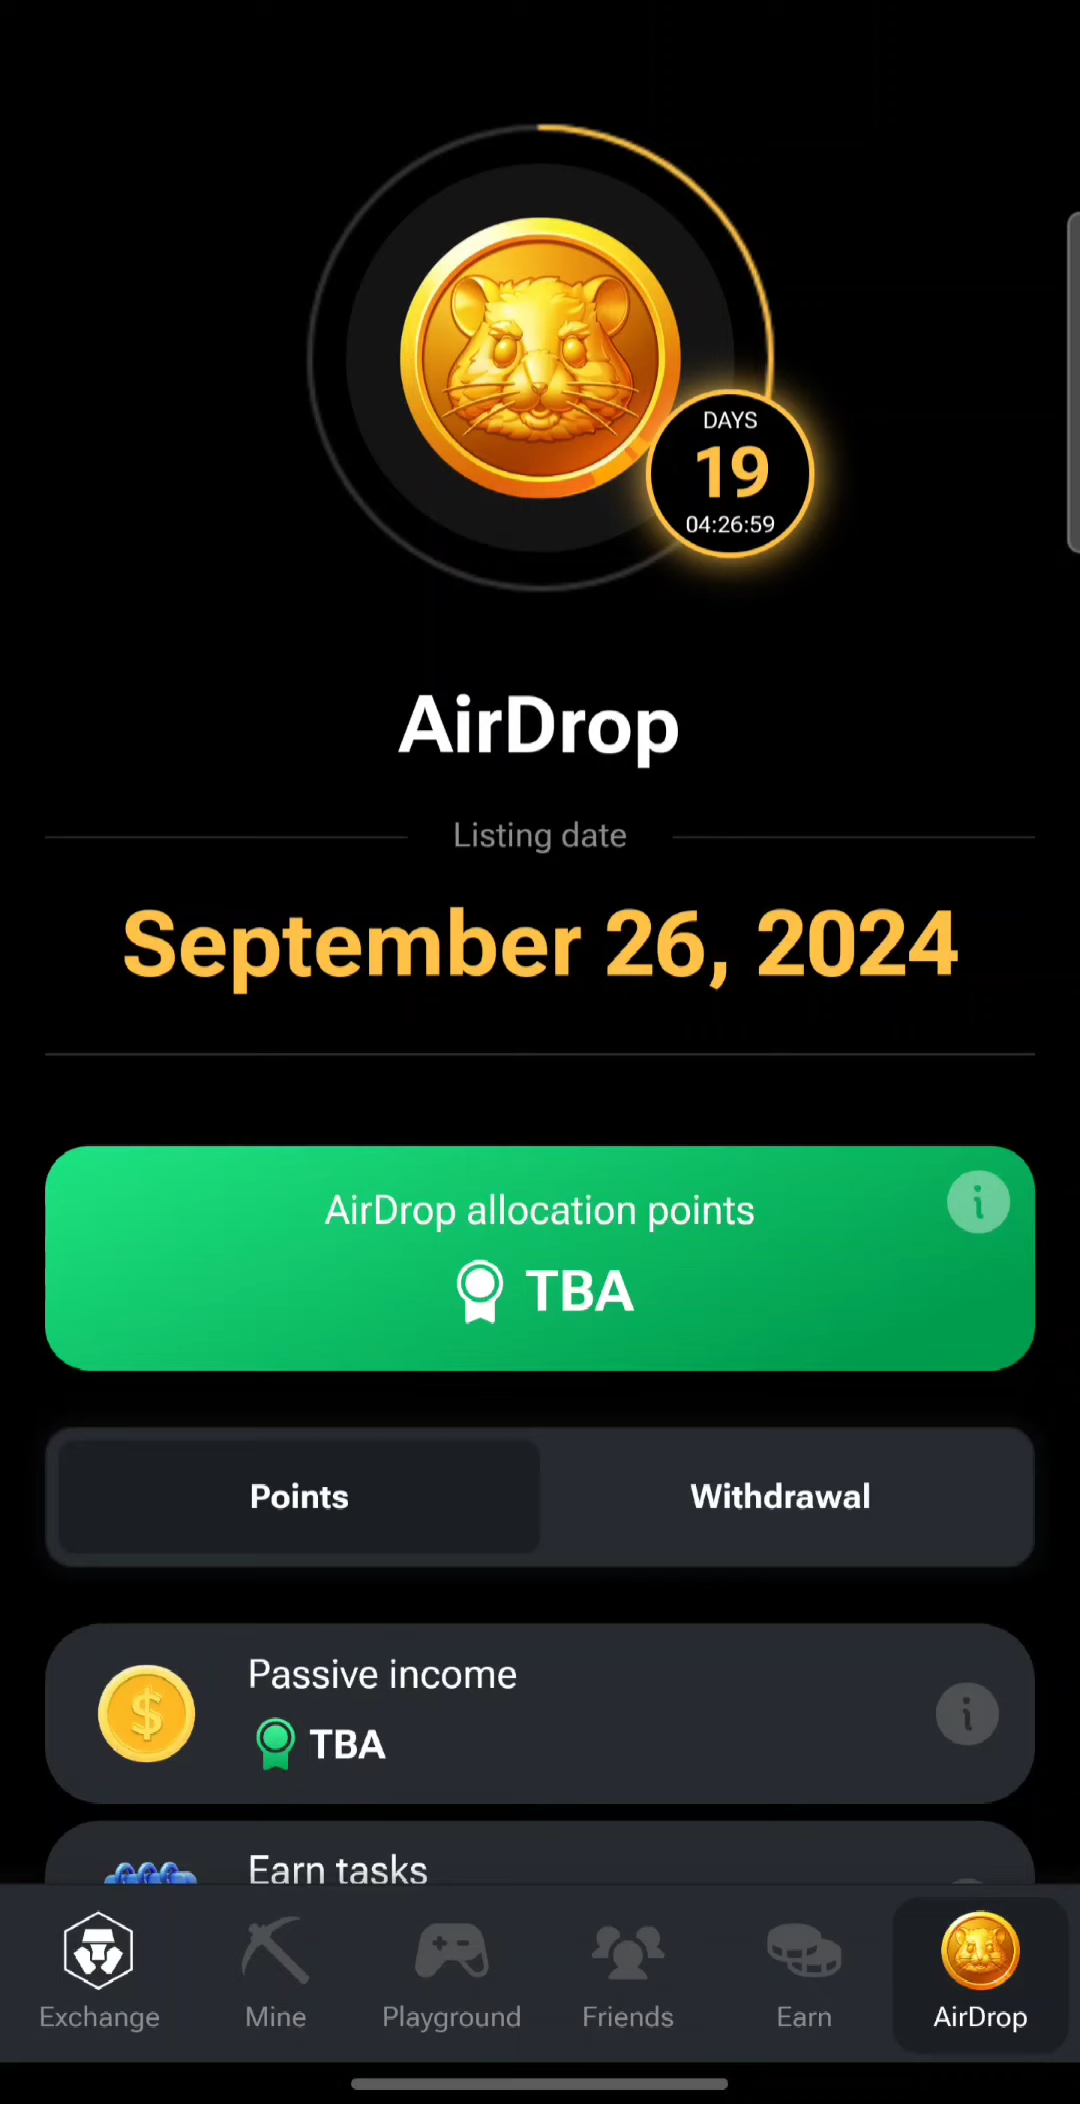 DAYS
19
04:26:59
AirDrop
Listing date
September 26, 2024
AirDrop allocation points
TBA
Points
Withdrawal
Passive income
TBA
Earn tasks
Exchange
Mine
Playground
Friends
Earn
AirDrop